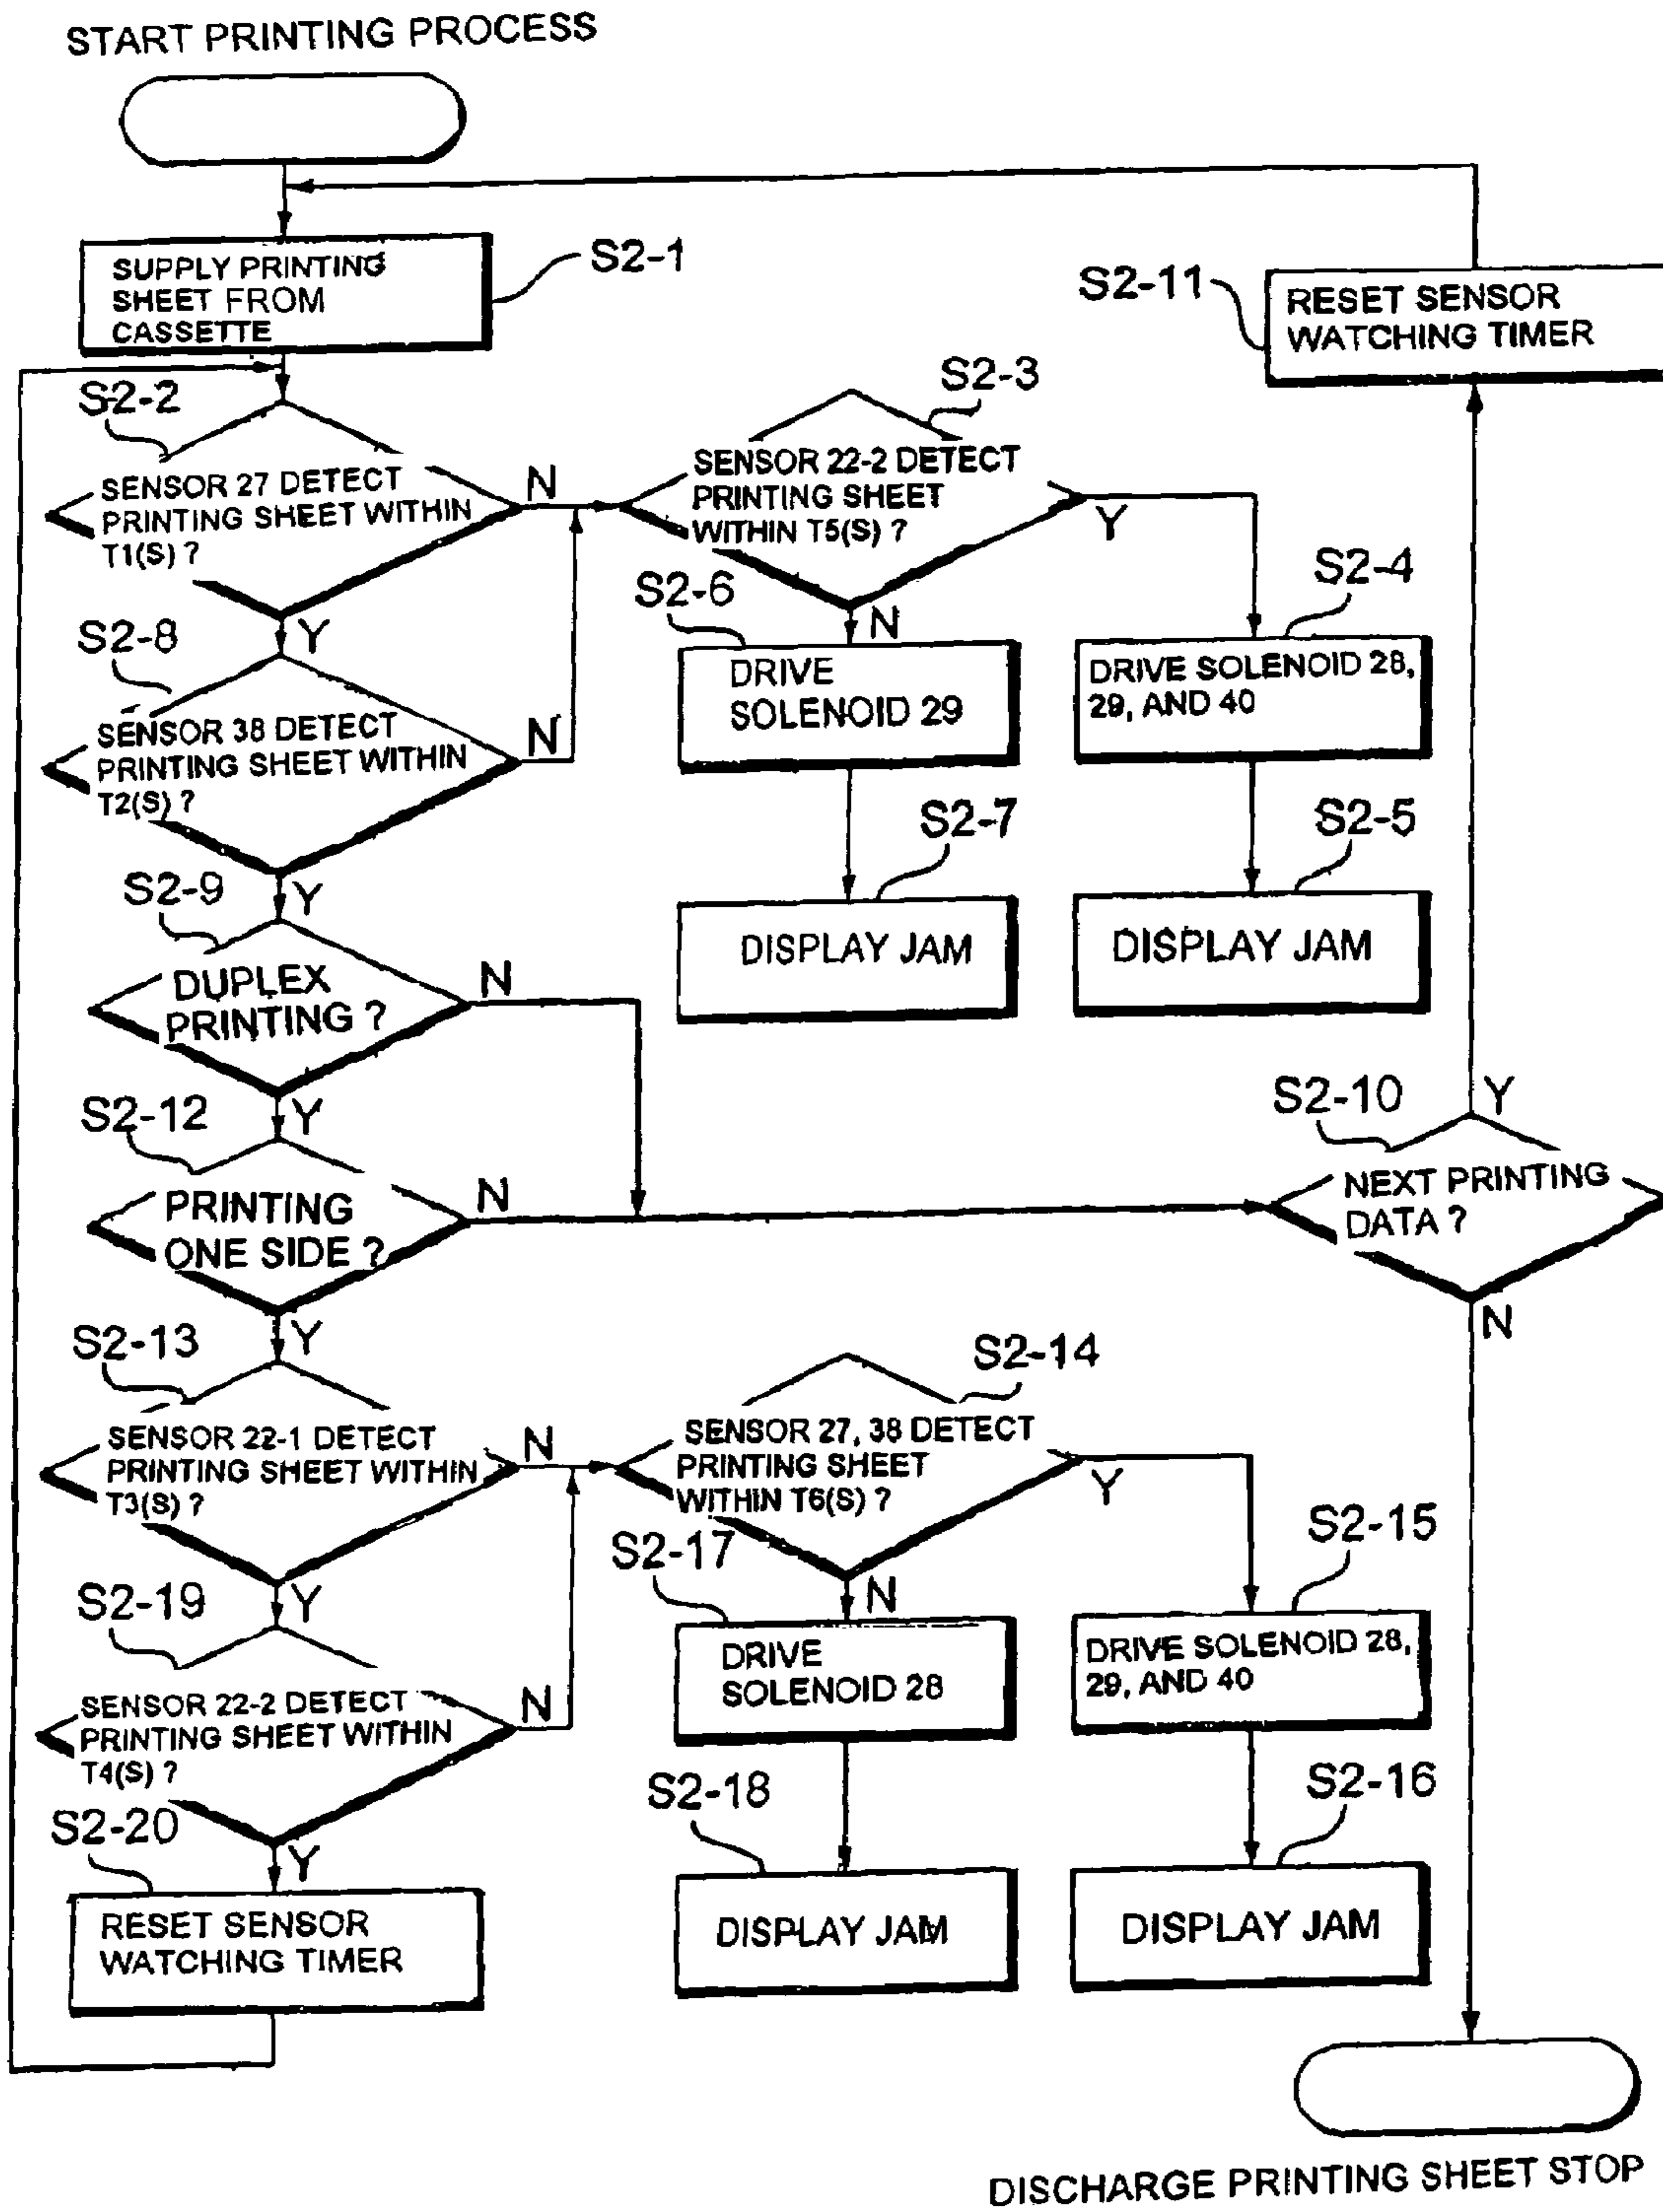 START PRINTING PROCESS
SUPPLY PRINTING
SHEET FROM
CASSETTE
S2-1
S2-11
RESET SENSOR
WATCHING TIMER
S2-2
SENSOR 27 DETECT
PRINTING SHEET WITHIN
T1(S) ?
N
Y
S2-3
SENSOR 22-2 DETECT
PRINTING SHEET
WITHIN T5(S) ?
Y
N
S2-4
DRIVE SOLENOID 28,
29, AND 40
S2-6
DRIVE
SOLENOID 29
S2-8
SENSOR 38 DETECT
PRINTING SHEET WITHIN
T2(S) ?
N
Y
S2-7
DISPLAY JAM
S2-5
DISPLAY JAM
S2-9
DUPLEX
PRINTING ?
N
Y
S2-12
PRINTING
ONE SIDE ?
N
Y
S2-10
Y
NEXT PRINTING
DATA ?
N
S2-13
SENSOR 22-1 DETECT
PRINTING SHEET WITHIN
T3(S) ?
N
Y
S2-14
SENSOR 27, 38 DETECT
PRINTING SHEET
WITHIN T6(S) ?
Y
N
S2-15
DRIVE SOLENOID 28,
29, AND 40
S2-17
DRIVE
SOLENOID 28
S2-19
SENSOR 22-2 DETECT
PRINTING SHEET WITHIN
T4(S) ?
N
Y
S2-18
DISPLAY JAM
S2-16
DISPLAY JAM
S2-20
RESET SENSOR
WATCHING TIMER
DISCHARGE PRINTING SHEET STOP